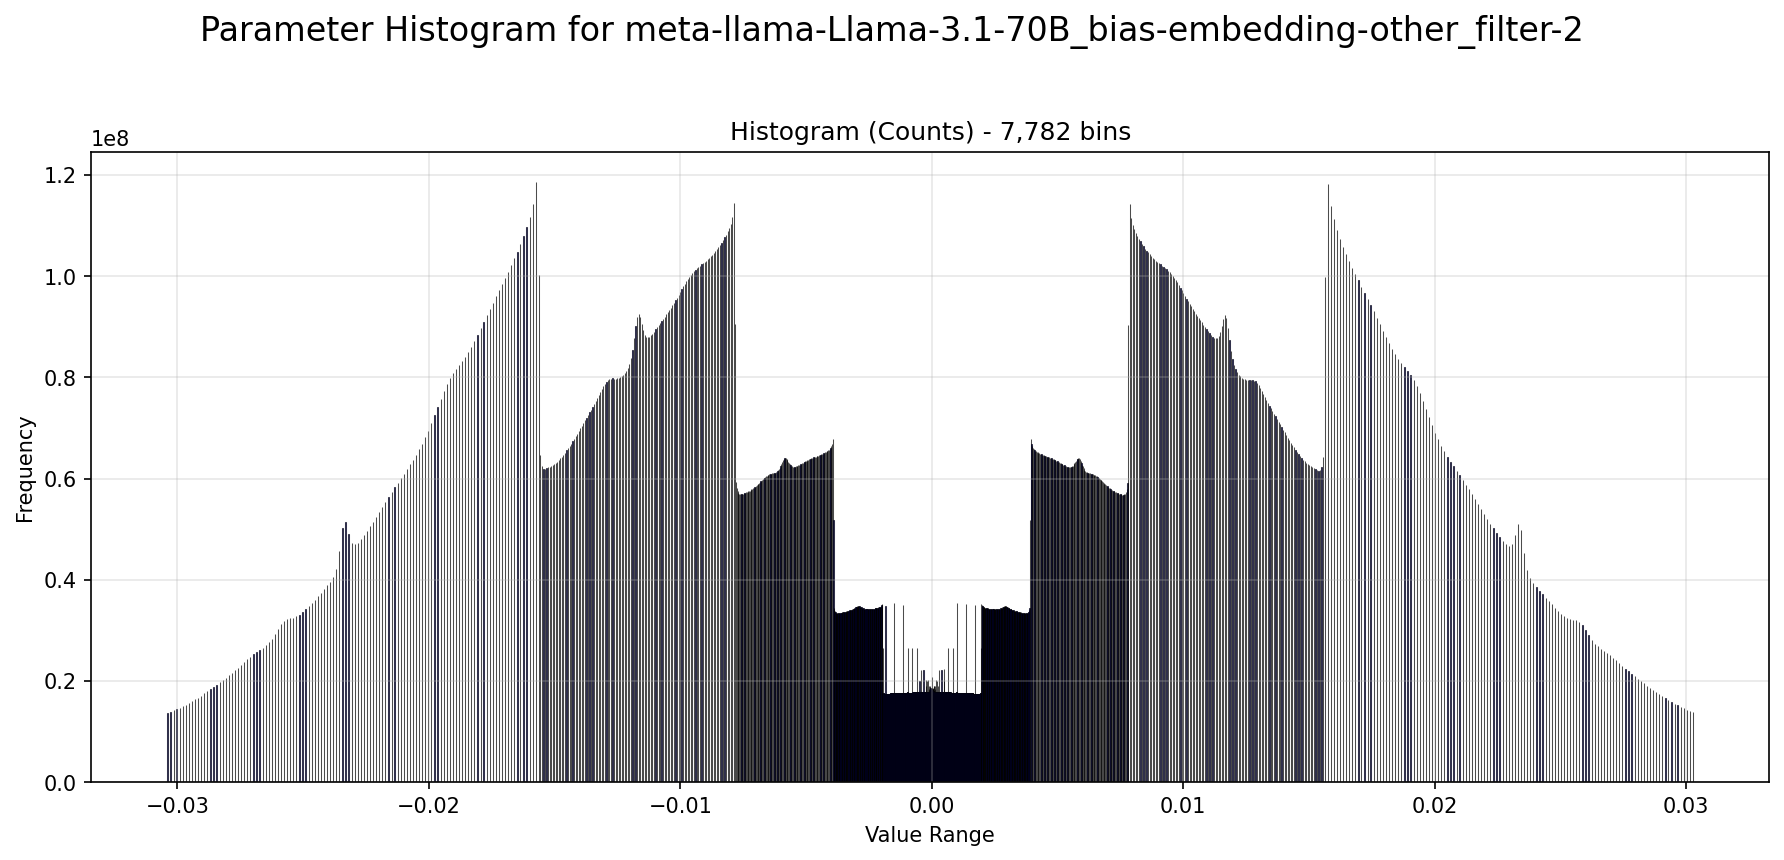 Parameter Histogram for meta-llama-Llama-3.1-70B_bias-embedding-other_filter-2
Histogram (Counts) - 7,782 bins
1e8
1.2
1.0
0.8
0.6
0.4
0.2
0.0
Frequency
−0.03 −0.02 −0.01 0.00 0.01 0.02 0.03
Value Range